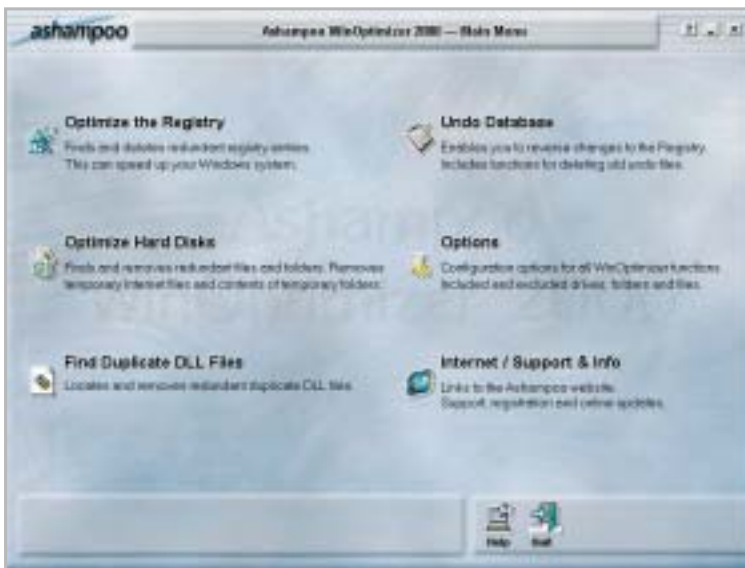 ashampoo
Ashampoo WinOptimizer 2000 — Main Menu
Optimize the Registry
Finds and deletes redundant registry entries.
This can speed up your Windows system.
Undo Database
Enables you to reverse changes to the Registry.
Includes functions for deleting old undo files.
Optimize Hard Disks
Finds and removes redundant files and folders. Removes
temporary Internet files and contents of temporary folders.
Options
Configuration options for all WinOptimizer functions
Included and excluded drives, folders and files.
Find Duplicate DLL Files
Locates and removes redundant duplicate DLL files.
Internet / Support & Info
Links to the Ashampoo website.
Support, registration and online updates.
Ashampoo
WinOptimizer 2000
Help